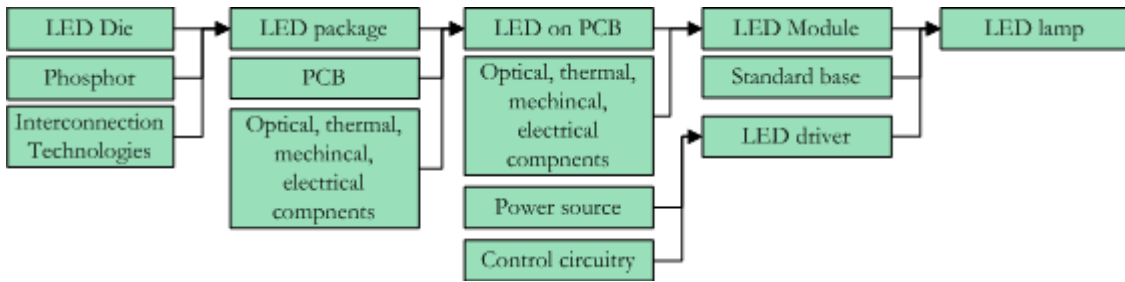 LED Die
Phosphor
Interconnection
Technologies
LED package
PCB
Optical, thermal,
mechincal,
electrical
compnents
LED on PCB
Optical, thermal,
mechincal,
electrical
compnents
Power source
Control circuitry
LED Module
Standard base
LED driver
LED lamp